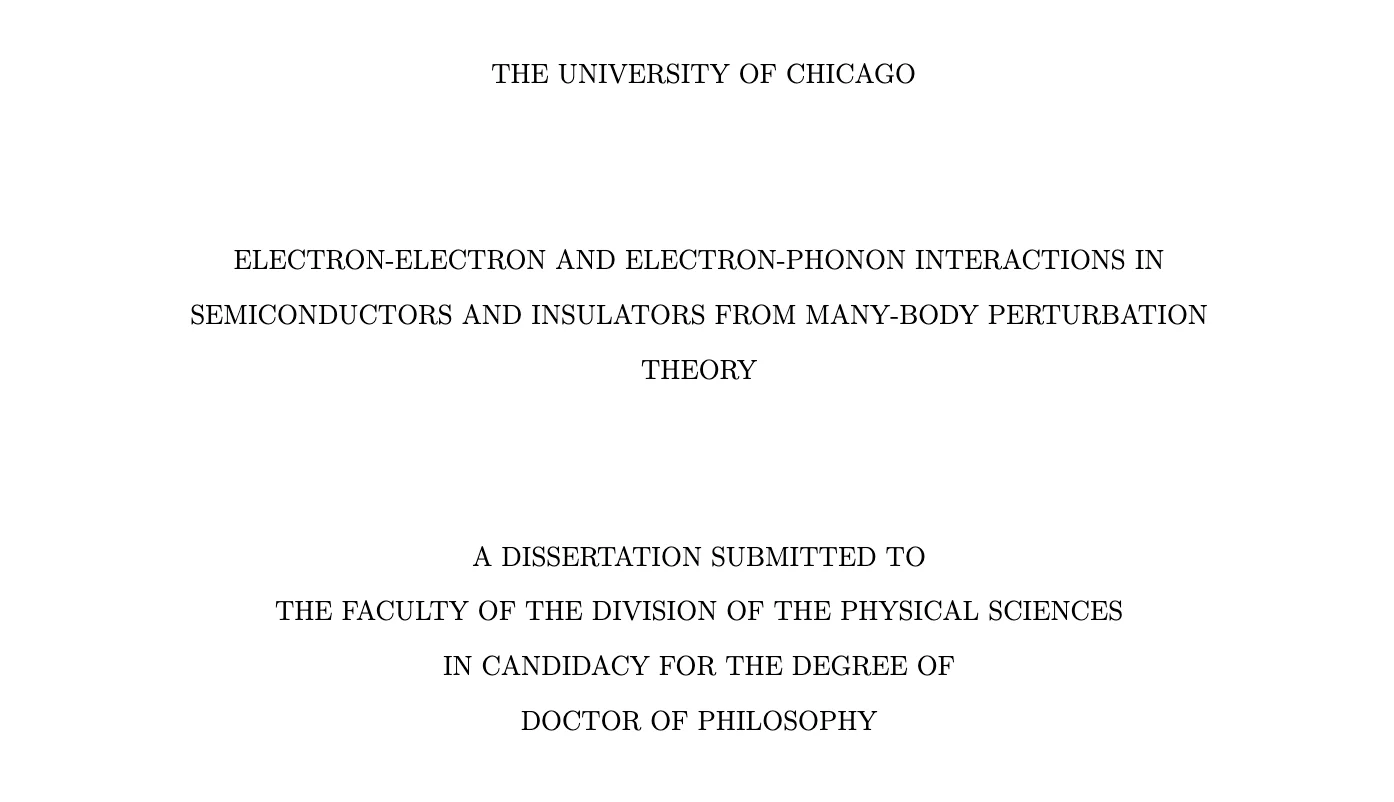 THE UNIVERSITY OF CHICAGO
ELECTRON-ELECTRON AND ELECTRON-PHONON INTERACTIONS IN
SEMICONDUCTORS AND INSULATORS FROM MANY-BODY PERTURBATION
THEORY
A DISSERTATION SUBMITTED TO
THE FACULTY OF THE DIVISION OF THE PHYSICAL SCIENCES
IN CANDIDACY FOR THE DEGREE OF
DOCTOR OF PHILOSOPHY